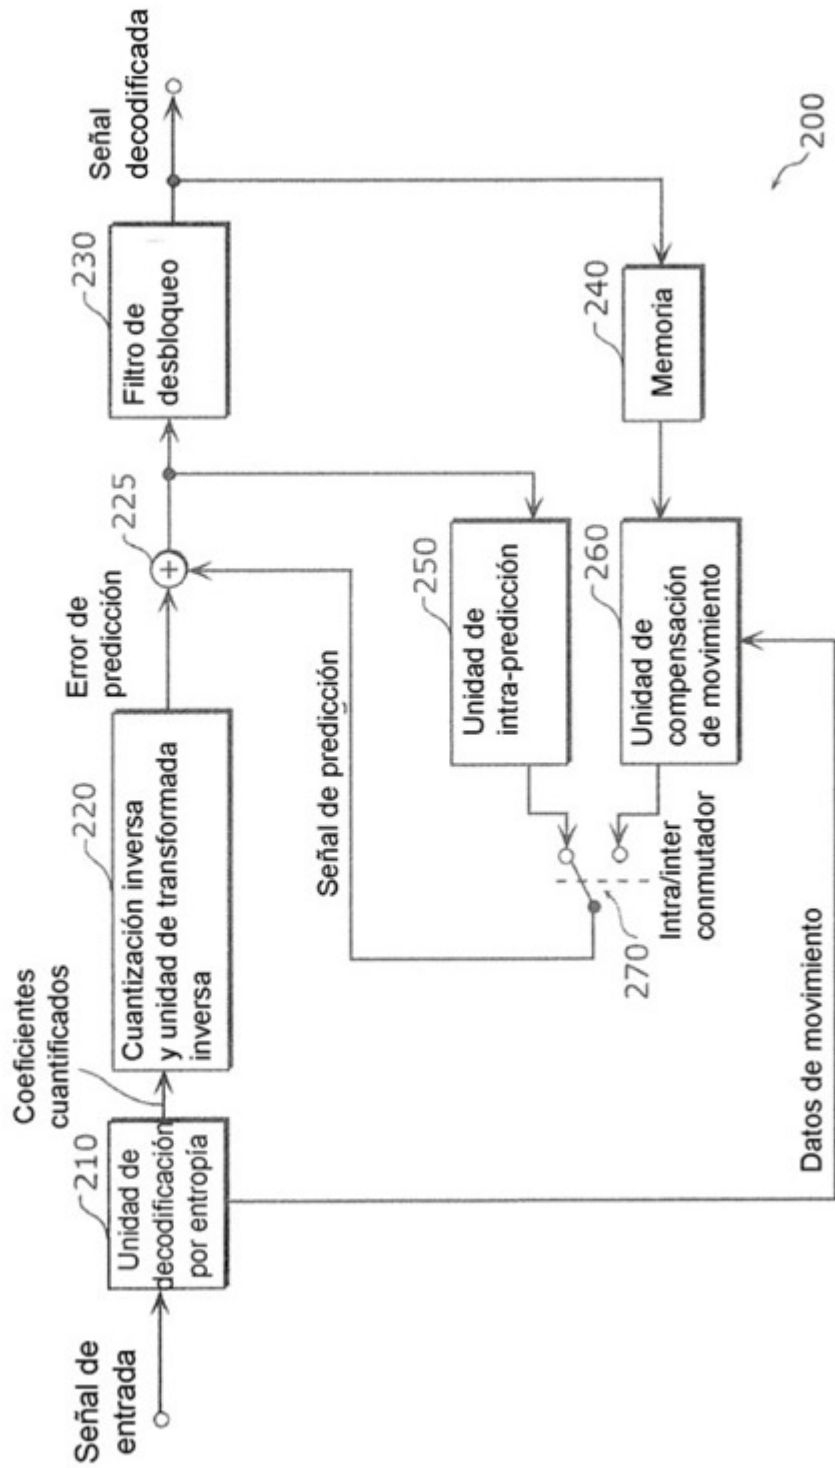 Señal de
entrada
210
Unidad de
decodificación
por entropía
Coeficientes
cuantificados
220
Cuantización inversa
y unidad de transformada
inversa
Error de
predicción
225
+
230
Filtro de
desbloqueo
Señal
decodificada
Señal de predicción
250
Unidad de
intra-predicción
240
Memoria
260
Unidad de
compensación
de movimiento
270
Intra/inter
conmutador
Datos de movimiento
200